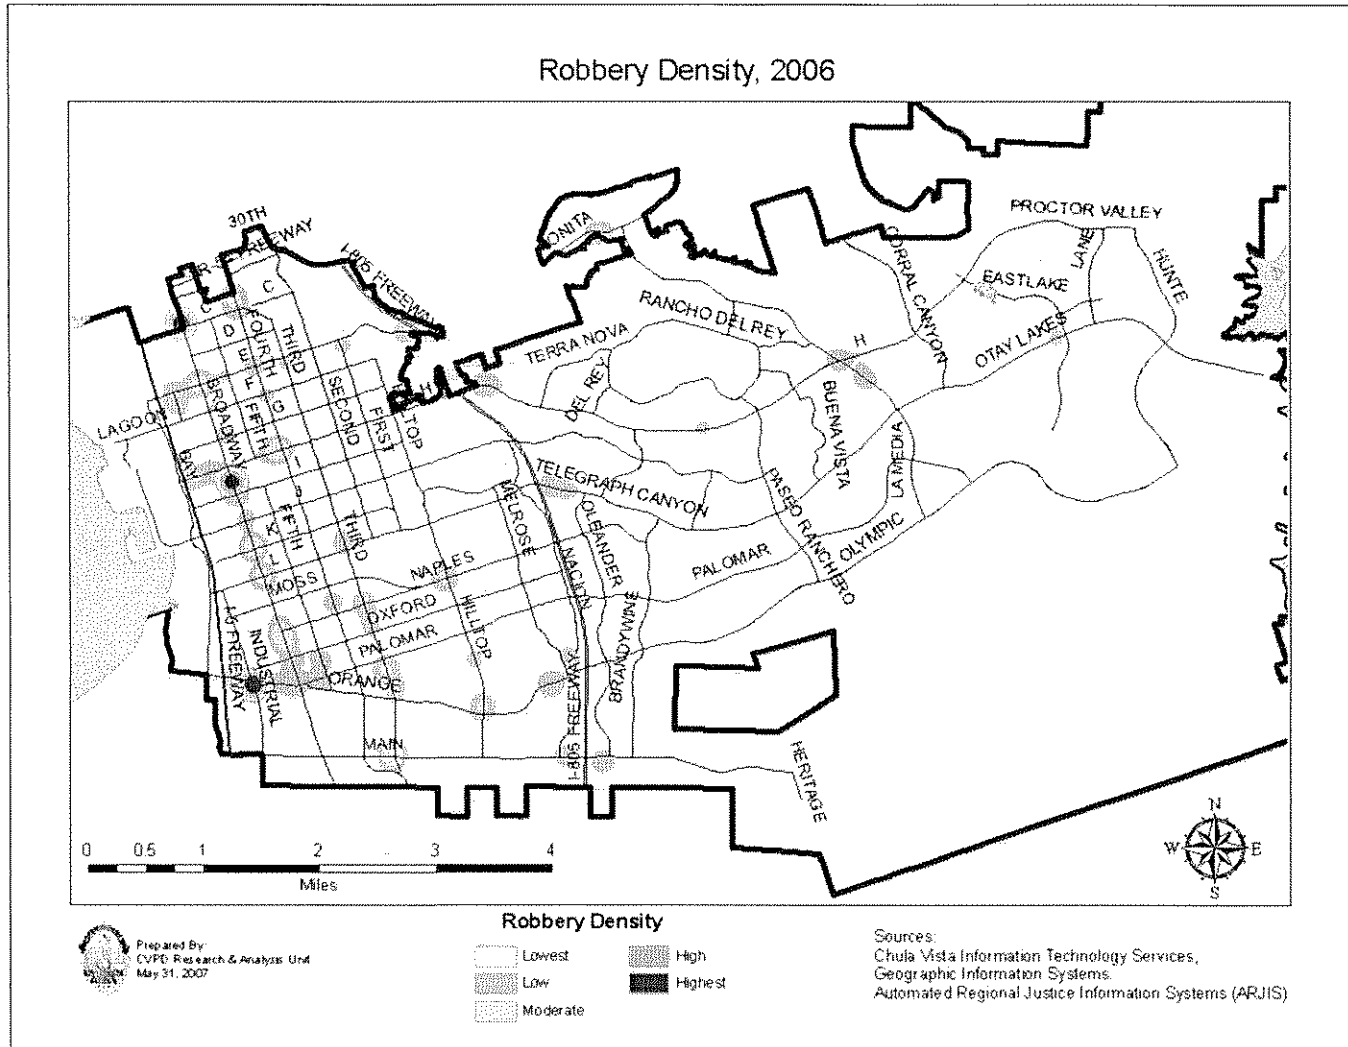 Robbery Density, 2006
30TH
FREEWAY
I-805 FREEWAY
C
C
D
E
F
G
H
I
J
K
L
FOURTH
THIRD
SECOND
FIRST
FIFTH
BROADWAY
LAGOON
BAY
FIFTH
THIRD
MOSS
NAPLES
OXFORD
PALOMAR
ORANGE
MAIN
I-5 FREEWAY
INDUSTRIAL
HILLTOP
MELROSE
NACION
I-805 FREEWAY
OLEANDER
BRANDYWINE
TELEGRAPH CANYON
TERRA NOVA
DEL REY
RANCHO DEL REY
H
BUENA VISTA
PASEO RANCHERO
LA MEDIA
OLYMPIC
PALOMAR
CORRAL CANYON
OTAY LAKES
EASTLAKE
LANE
HUNTE
PROCTOR VALLEY
HERITAGE
0 0.5 1 2 3 4
Miles
N
W E
S
Prepared By:
CVPD Research & Analysis Unit
May 31, 2007
Robbery Density
Lowest
Low
Moderate
High
Highest
Sources:
Chula Vista Information Technology Services,
Geographic Information Systems.
Automated Regional Justice Information Systems (ARJIS)